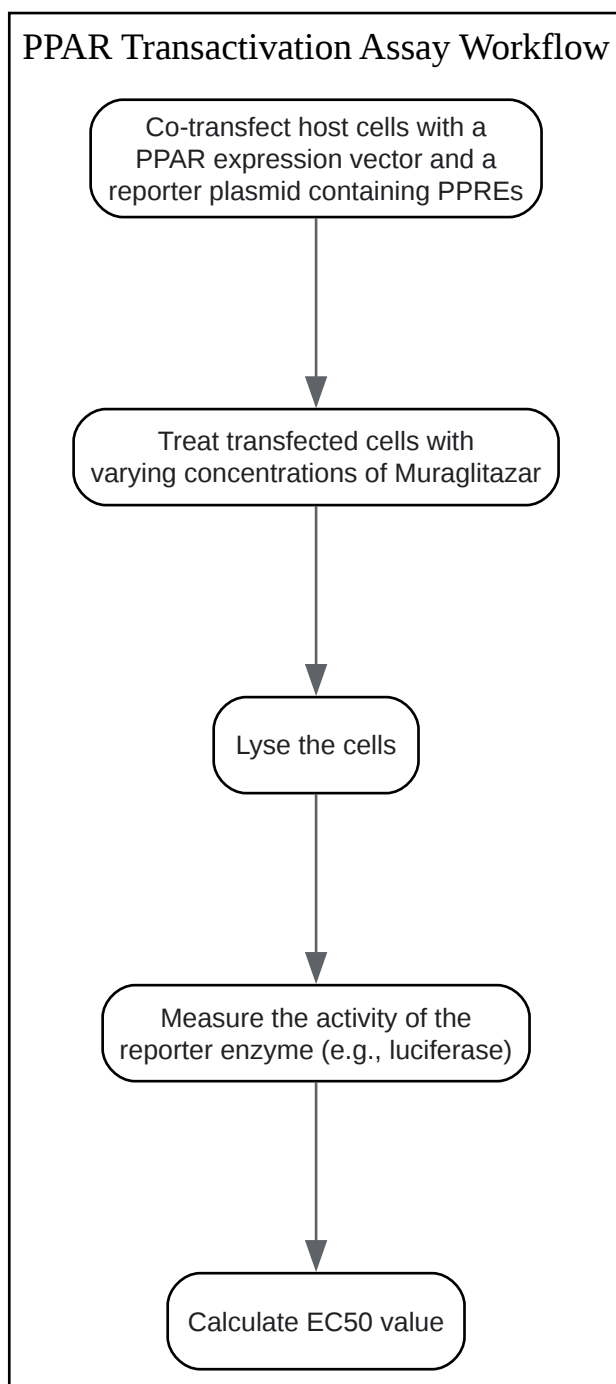 PPAR Transactivation Assay Workflow
Co-transfect host cells with a
PPAR expression vector and a
reporter plasmid containing PPREs
Treat transfected cells with
varying concentrations of Muraglitazar
Lyse the cells
Measure the activity of the
reporter enzyme (e.g., luciferase)
Calculate EC50 value